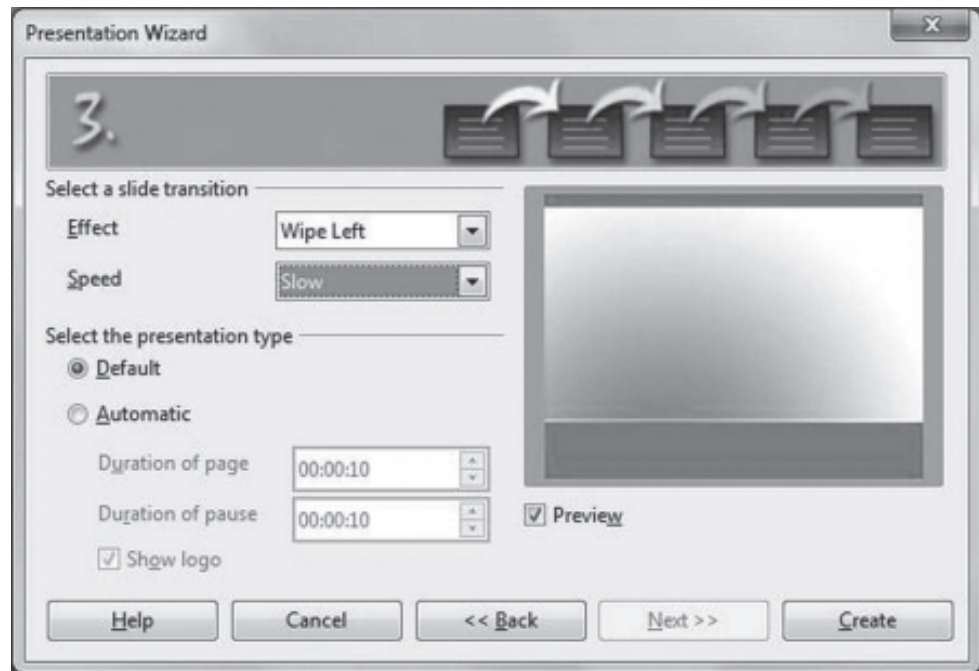 Presentation Wizard
3.
Select a slide transition
Effect Wipe Left
Speed Slow
Select the presentation type
Default
Automatic
Duration of page 00:00:10
Duration of pause 00:00:10
Preview
Show logo
Help Cancel << Back Next >> Create